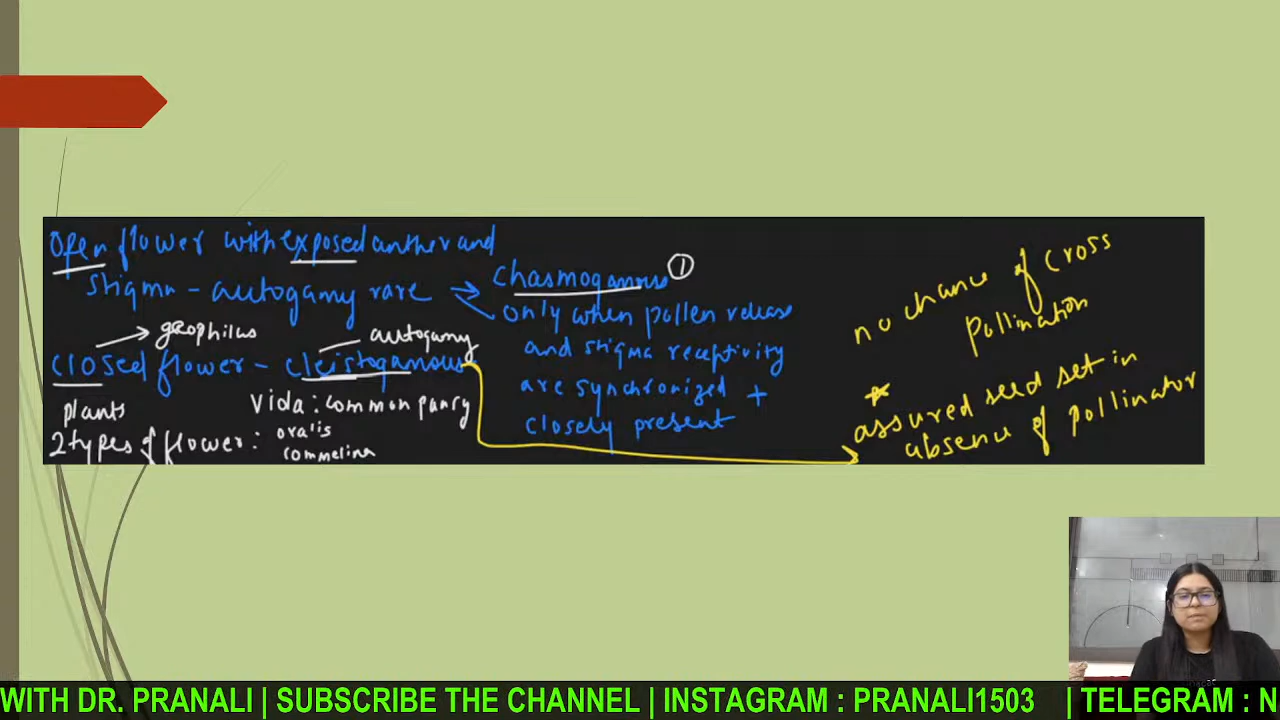 Open flower with exposed anther and
stigma - autogamy rare
chasmogamous ①
only when pollen release
and stigma receptivity
are synchronized +
closely present
geophilus
autogamy
closed flower - cleistogamous
plants
Vida: common pancy
2 types of flower:
oxalis
commelina
no chance of cross
pollination
* assured seed set in
absence of pollinator
WITH DR. PRANALI | SUBSCRIBE THE CHANNEL | INSTAGRAM : PRANALI1503 | TELEGRAM : N